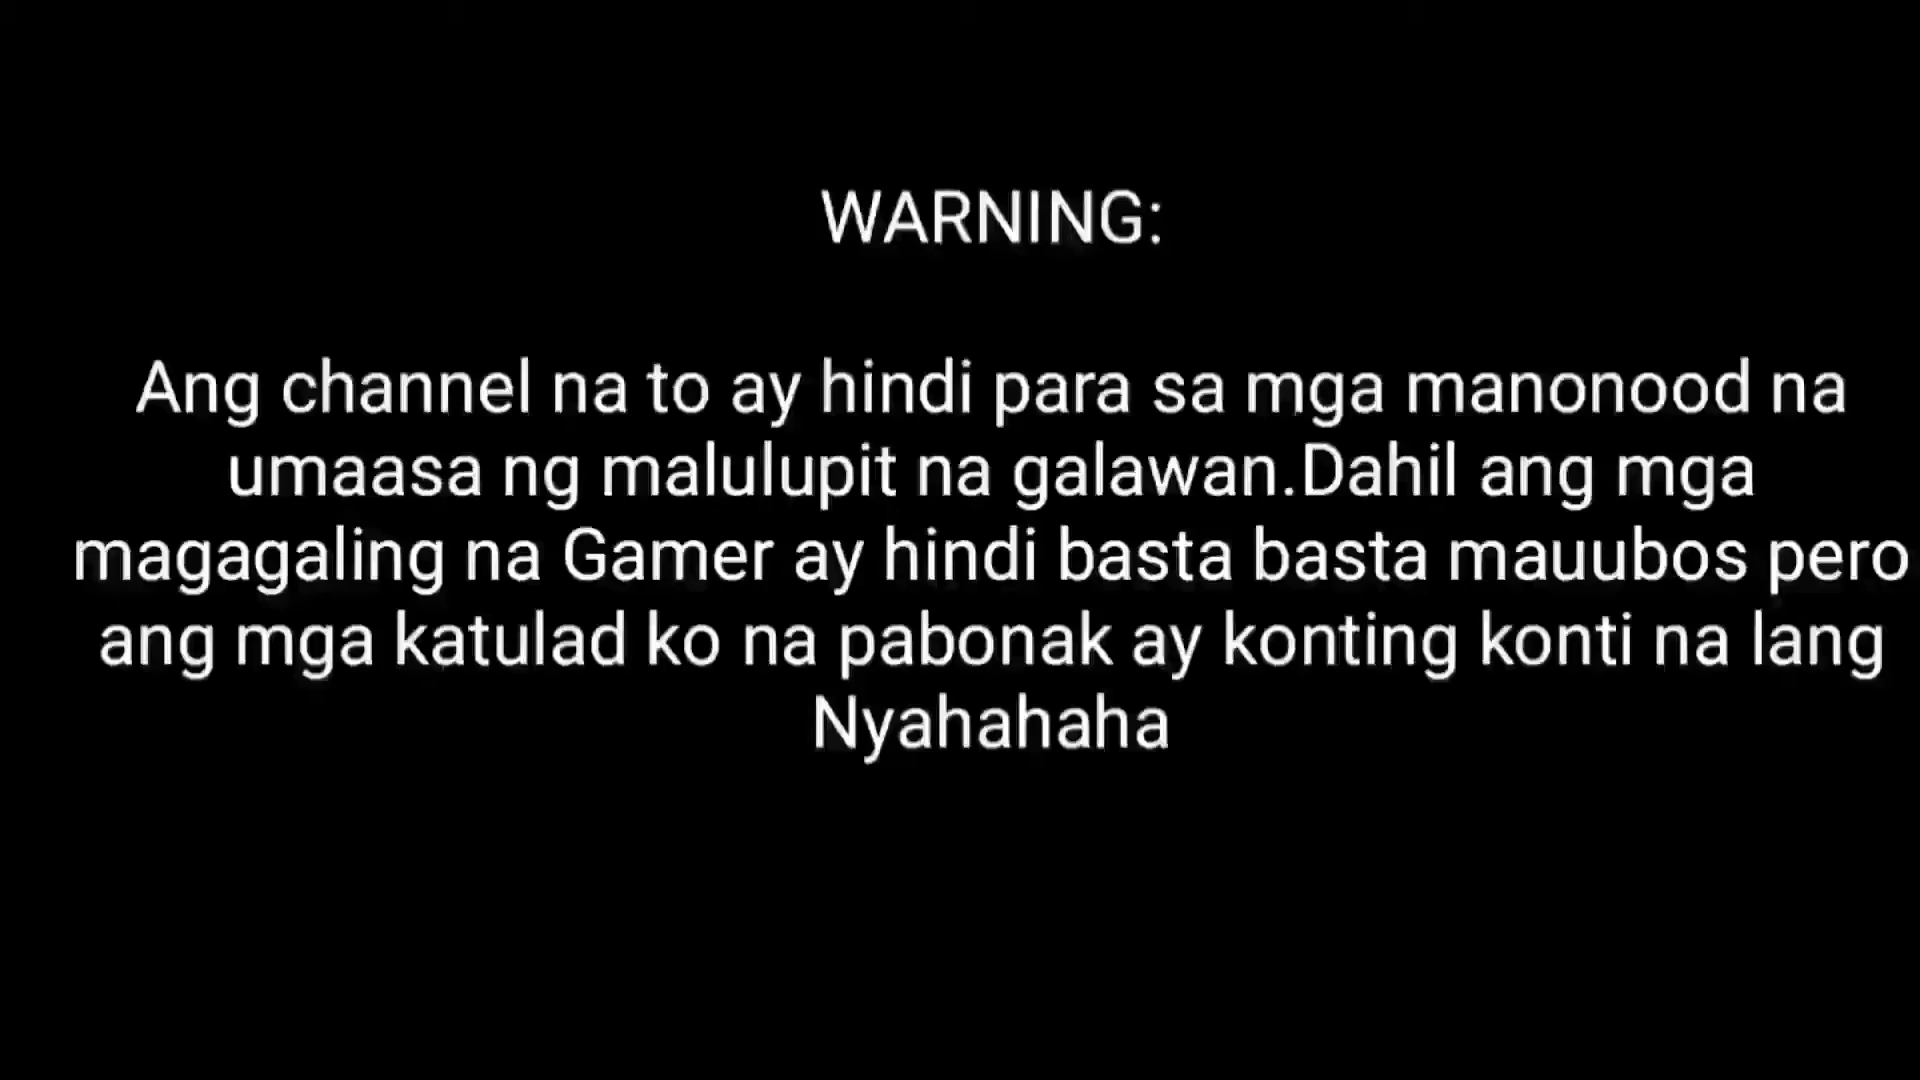 WARNING:
Ang channel na to ay hindi para sa mga manonood na
umaasa ng malulupit na galawan.Dahil ang mga
magagaling na Gamer ay hindi basta basta mauubos pero
ang mga katulad ko na pabonak ay konting konti na lang
Nyahahaha